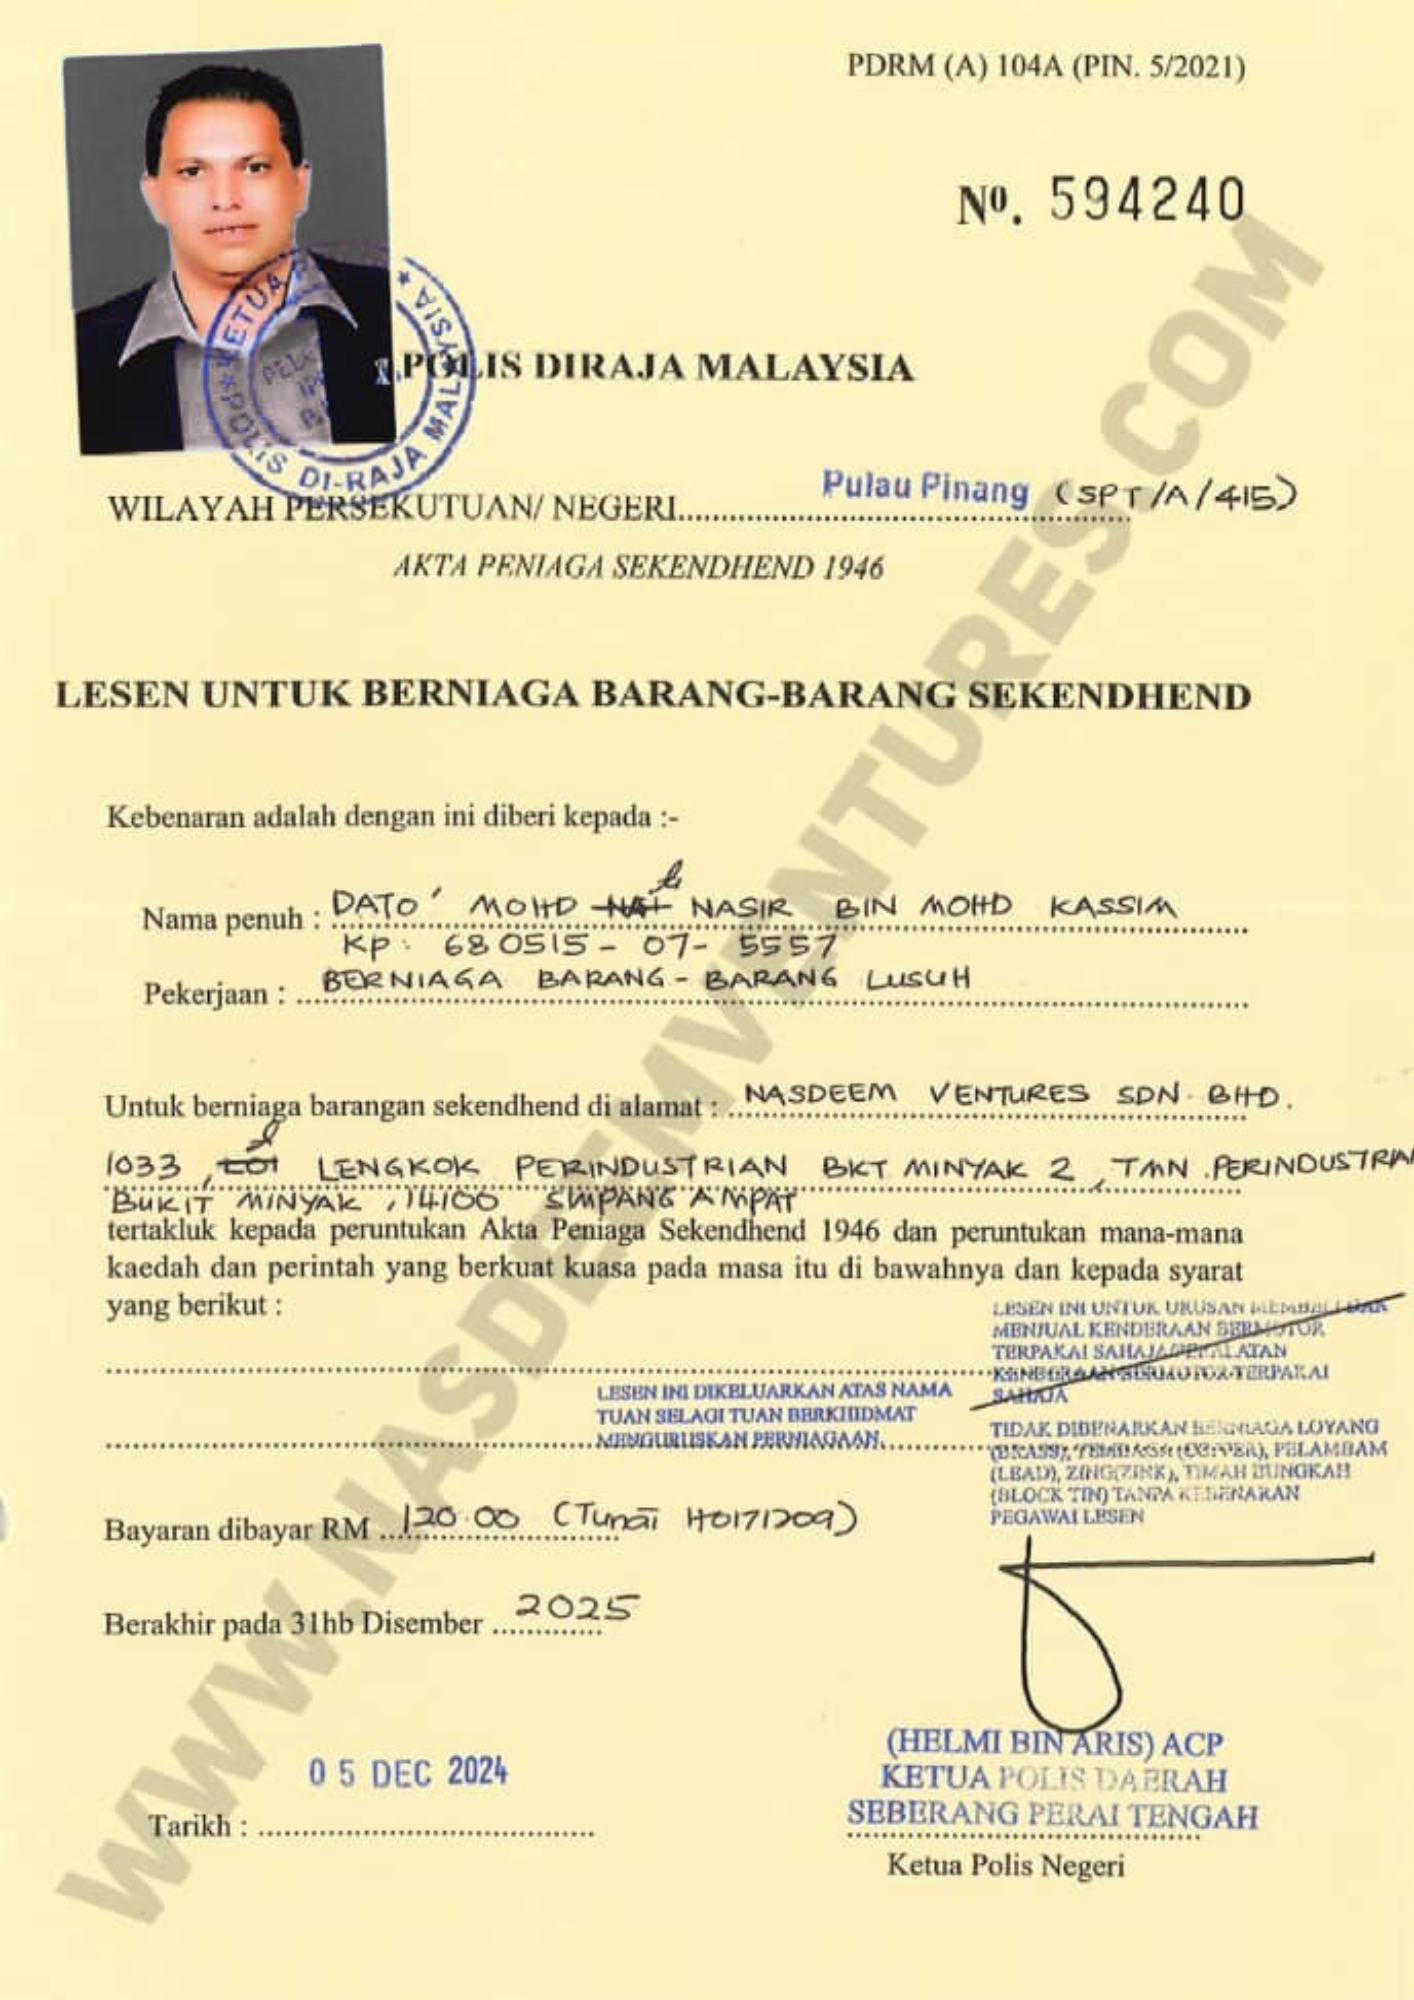 PDRM (A) 104A (PIN. 5/2021)
Nº. 594240
POLIS DIRAJA MALAYSIA
KETUA
POLIS DI-RAJA MALAYSIA
WILAYAH PERSEKUTUAN/ NEGERI Pulau Pinang (SPT/A/415)
AKTA PENIAGA SEKENDHEND 1946
LESEN UNTUK BERNIAGA BARANG-BARANG SEKENDHEND
Kebenaran adalah dengan ini diberi kepada :-
Nama penuh : DATO' MOHD NASIR BIN MOHD KASSIM
KP: 680515-07-5557
Pekerjaan : BERNIAGA BARANG-BARANG LUSUH
Untuk berniaga barangan sekendhend di alamat : NASDEEM VENTURES SDN. BHD.
1033, LOT LENGKOK PERINDUSTRIAN BKT MINYAK 2, TMN. PERINDUSTRIAN
BUKIT MINYAK, 14100 SIMPANG AMPAT
tertakluk kepada peruntukan Akta Peniaga Sekendhend 1946 dan peruntukan mana-mana
kaedah dan perintah yang berkuat kuasa pada masa itu di bawahnya dan kepada syarat
yang berikut :
LESEN INI UNTUK URUSAN MEMBELI DAN
MENJUAL KENDERAAN BERMOTOR
TERPAKAI SAHAJA/PERALATAN
KENDERAAN BERMOTOR TERPAKAI
SAHAJA
LESEN INI DIKELUARKAN ATAS NAMA
TUAN SELAGI TUAN BERKHIDMAT
MENGURUSKAN PERNIAGAAN.
TIDAK DIBENARKAN BERNIAGA LOYANG
(BRASS), TEMBAGA (COPPER), PELAMBAM
(LEAD), ZING(ZINK), TIMAH BUNGKAH
(BLOCK TIN) TANPA KEBENARAN
PEGAWAI LESEN
Bayaran dibayar RM 120.00 (Tunai H0171209)
Berakhir pada 31hb Disember 2025
05 DEC 2024
Tarikh :
(HELMI BIN ARIS) ACP
KETUA POLIS DAERAH
SEBERANG PERAI TENGAH
Ketua Polis Negeri
WWW.NASDEEMVENTURES.COM